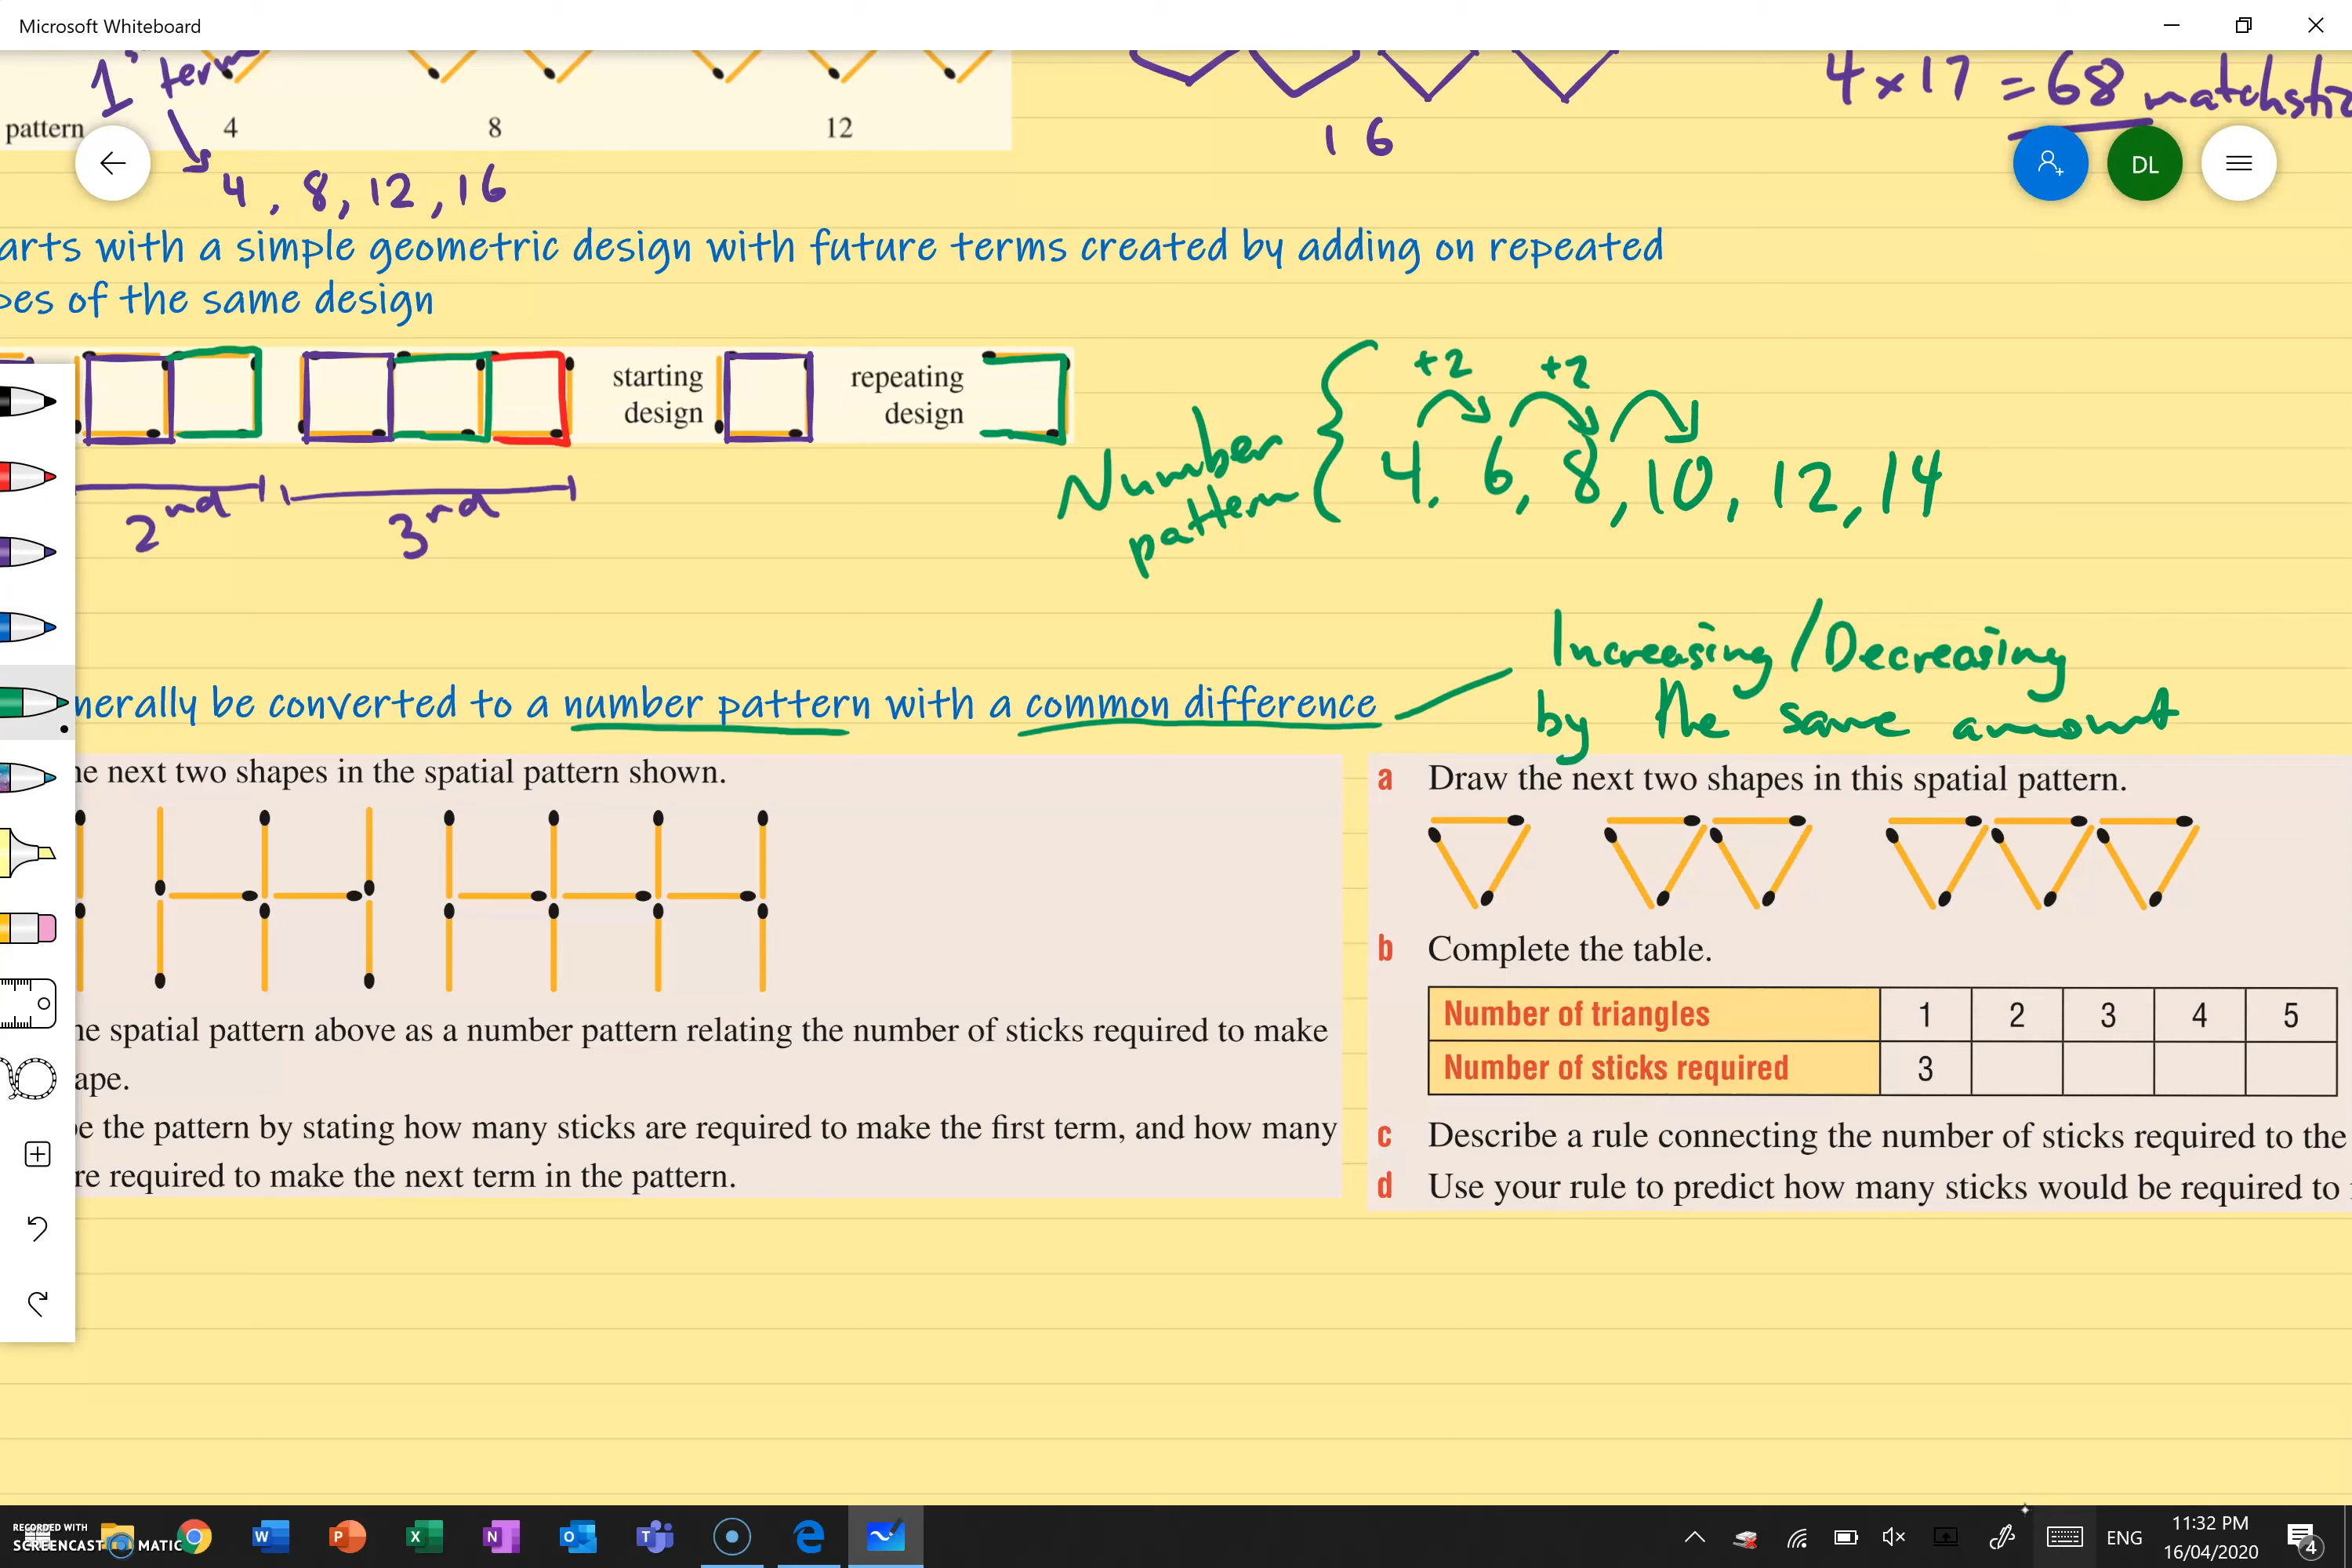 Microsoft Whiteboard
1st term
4 × 17 = 68 matchstic
pattern 4 8 12
1 6
DL
4, 8, 12, 16
arts with a simple geometric design with future terms created by adding on repeated
pes of the same design
starting
design
repeating
design
+2 +2
Number
pattern
4, 6, 8, 10, 12, 14
2nd
3rd
Increasing/Decreasing
by the same amount
nerally be converted to a number pattern with a common difference
he next two shapes in the spatial pattern shown.
he spatial pattern above as a number pattern relating the number of sticks required to make
ape.
be the pattern by stating how many sticks are required to make the first term, and how many
re required to make the next term in the pattern.
a Draw the next two shapes in this spatial pattern.
b Complete the table.
Number of triangles 1 2 3 4 5
Number of sticks required 3
c Describe a rule connecting the number of sticks required to the
d Use your rule to predict how many sticks would be required to
RECORDED WITH
SCREENCAST MATIC
W P X N O T
ENG
11:32 PM
16/04/2020
4